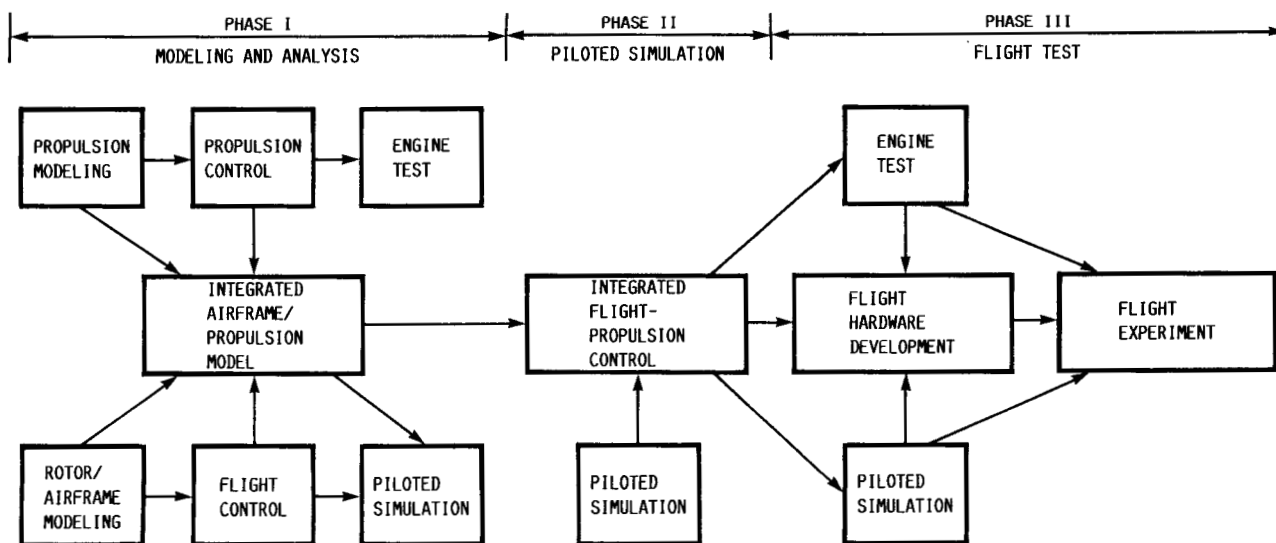 PHASE I
MODELING AND ANALYSIS
PHASE II
PILOTED SIMULATION
PHASE III
FLIGHT TEST
PROPULSION
MODELING
PROPULSION
CONTROL
ENGINE
TEST
ENGINE
TEST
INTEGRATED
AIRFRAME/
PROPULSION
MODEL
INTEGRATED
FLIGHT-
PROPULSION
CONTROL
FLIGHT
HARDWARE
DEVELOPMENT
FLIGHT
EXPERIMENT
ROTOR/
AIRFRAME
MODELING
FLIGHT
CONTROL
PILOTED
SIMULATION
PILOTED
SIMULATION
PILOTED
SIMULATION